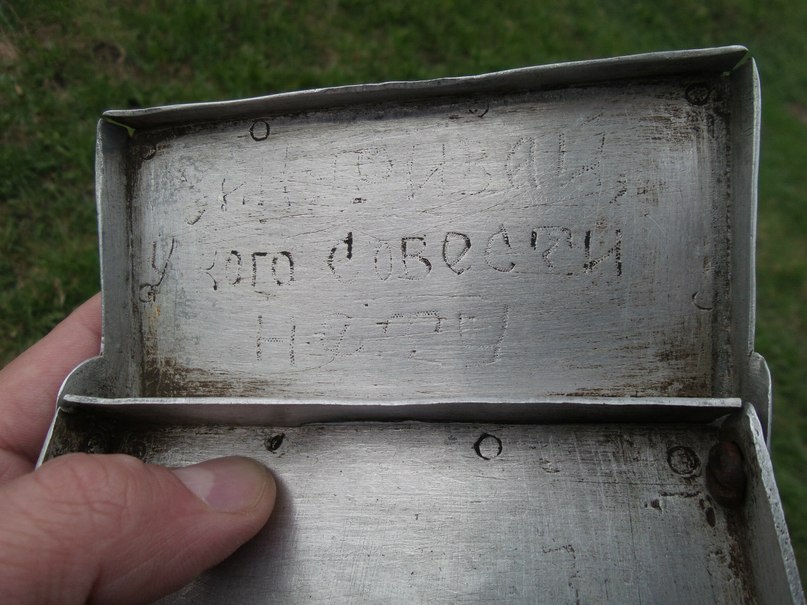 Закуривай,
у кого совести
нету